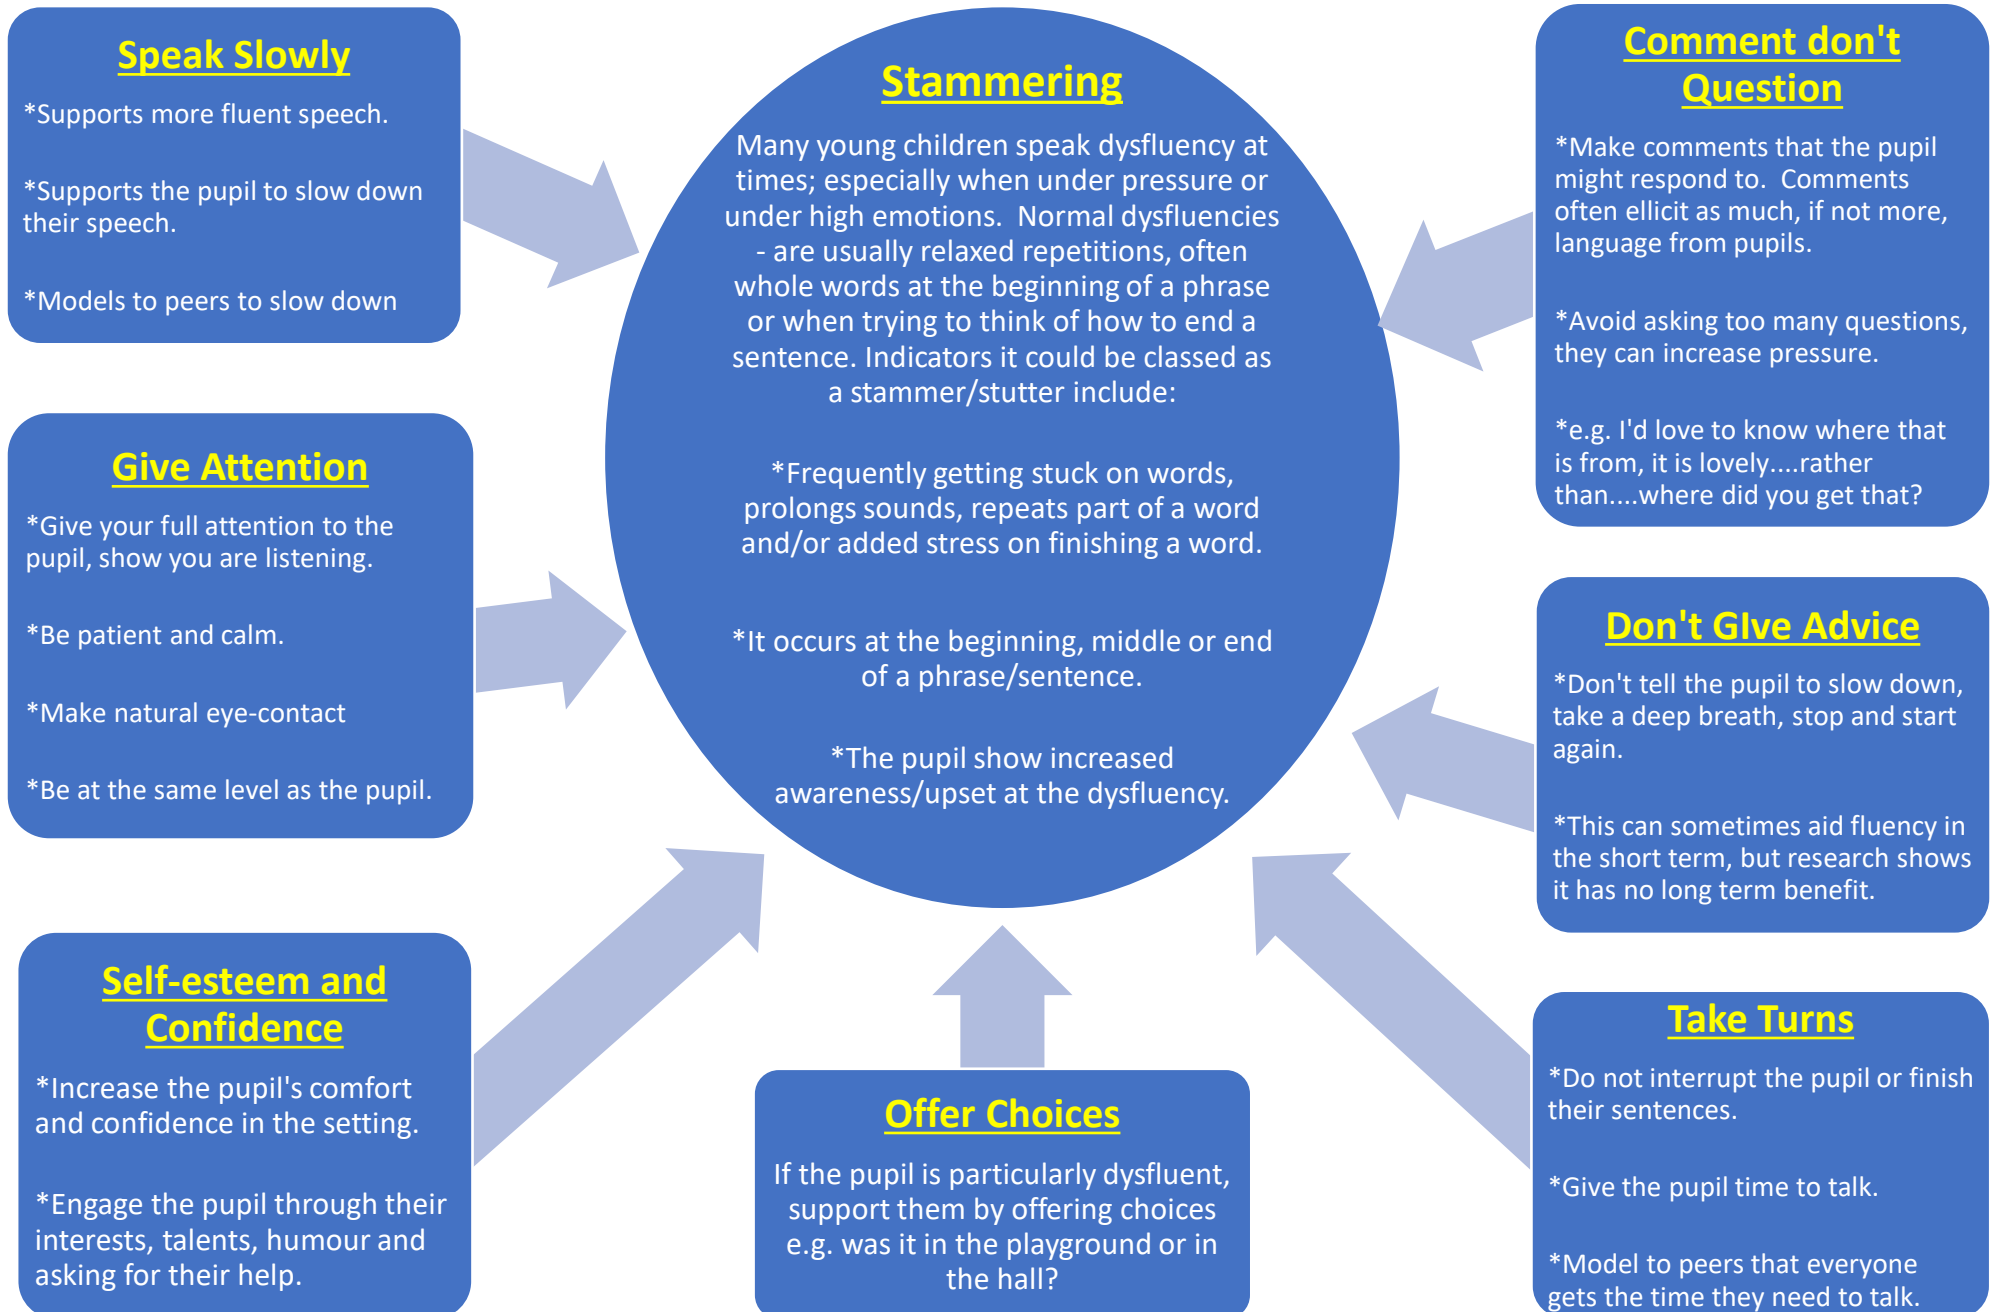 Speak Slowly
*Supports more fluent speech.
*Supports the pupil to slow down
their speech.
*Models to peers to slow down
Give Attention
*Give your full attention to the
pupil, show you are listening.
*Be patient and calm.
*Make natural eye-contact
*Be at the same level as the pupil.
Self-esteem and
Confidence
*Increase the pupil's comfort
and confidence in the setting.
*Engage the pupil through their
interests, talents, humour and
asking for their help.
Stammering
Many young children speak dysfluency at
times; especially when under pressure or
under high emotions.  Normal dysfluencies
- are usually relaxed repetitions, often
whole words at the beginning of a phrase
or when trying to think of how to end a
sentence. Indicators it could be classed as
a stammer/stutter include:
*Frequently getting stuck on words,
prolongs sounds, repeats part of a word
and/or added stress on finishing a word.
*It occurs at the beginning, middle or end
of a phrase/sentence.
*The pupil show increased
awareness/upset at the dysfluency.
Offer Choices
If the pupil is particularly dysfluent,
support them by offering choices
e.g. was it in the playground or in
the hall?
Comment don't
Question
*Make comments that the pupil
might respond to.  Comments
often ellicit as much, if not more,
language from pupils.
*Avoid asking too many questions,
they can increase pressure.
*e.g. I'd love to know where that
is from, it is lovely....rather
than....where did you get that?
Don't GIve Advice
*Don't tell the pupil to slow down,
take a deep breath, stop and start
again.
*This can sometimes aid fluency in
the short term, but research shows
it has no long term benefit.
Take Turns
*Do not interrupt the pupil or finish
their sentences.
*Give the pupil time to talk.
*Model to peers that everyone
gets the time they need to talk.